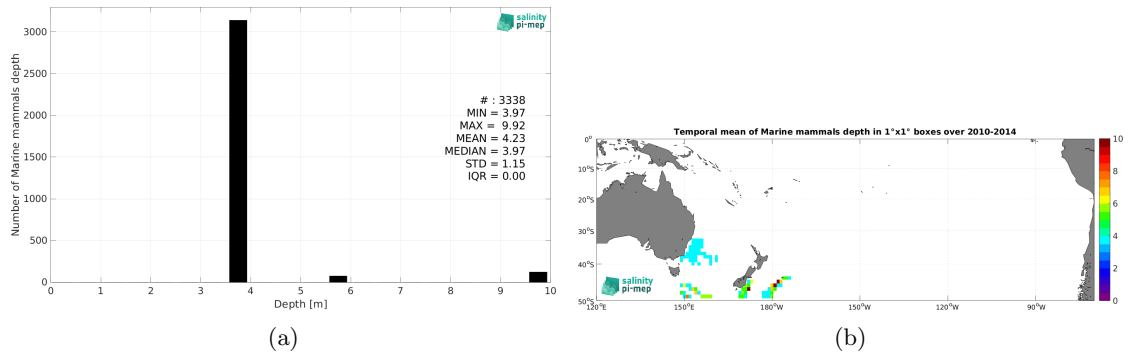 3000
2500
2000
1500
1000
500
0
Number of Marine mammals depth
salinity
pi-mep
# : 3338
MIN = 3.97
MAX = 9.92
MEAN = 4.23
MEDIAN = 3.97
STD = 1.15
IQR = 0.00
0 1 2 3 4 5 6 7 8 9 10
Depth [m]
(a)
Temporal mean of Marine mammals depth in 1°x1° boxes over 2010-2014
0°
10°S
20°S
30°S
40°S
50°S
120°E 150°E 180°W 150°W 120°W 90°W
salinity
pi-mep
10
8
6
4
2
0
(b)